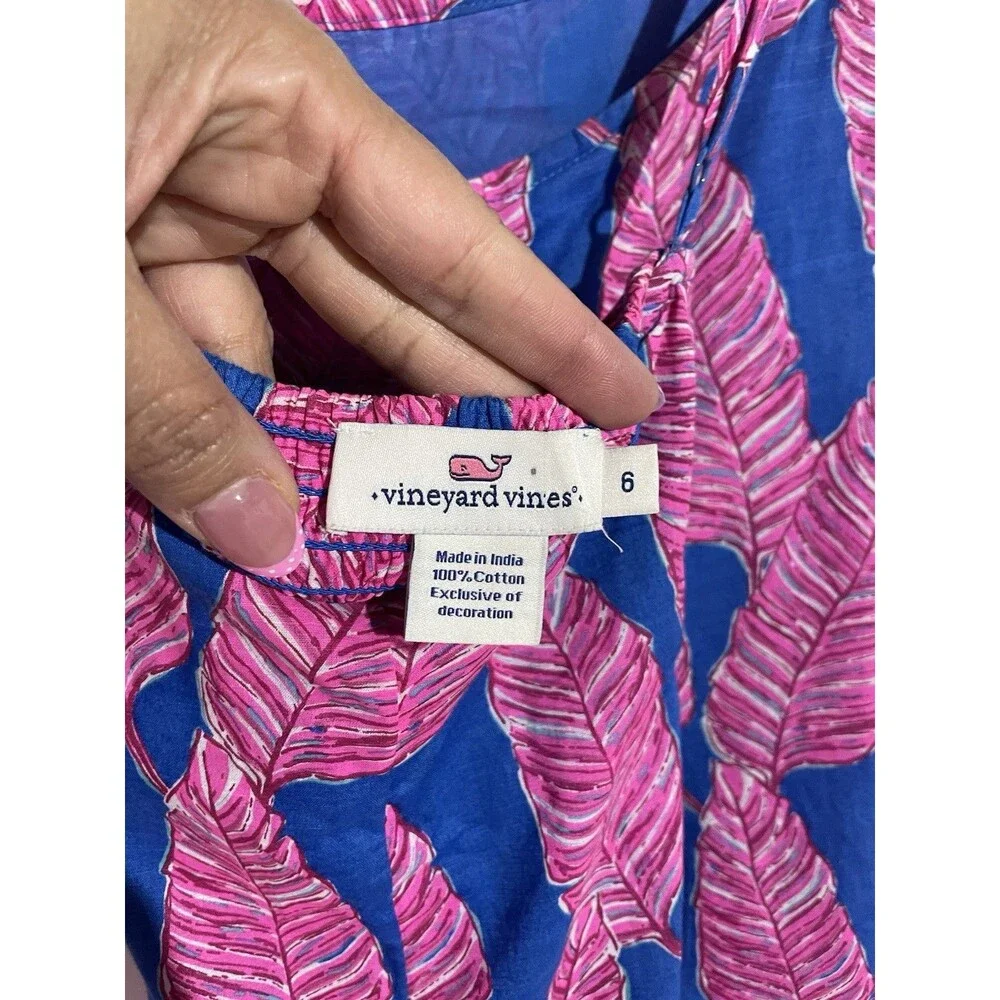 vineyard vines®
6
Made in India
100% Cotton
Exclusive of
decoration